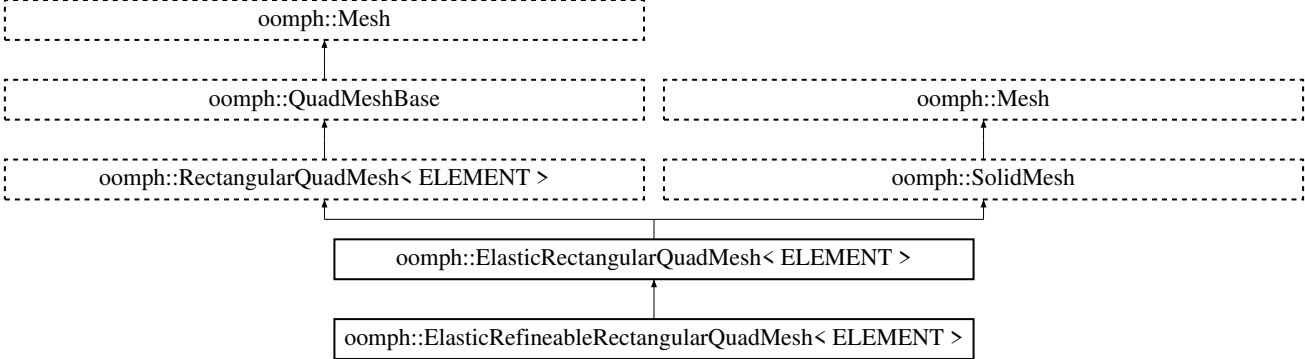 oomph::Mesh
oomph::QuadMeshBase
oomph::Mesh
oomph::RectangularQuadMesh< ELEMENT >
oomph::SolidMesh
oomph::ElasticRectangularQuadMesh< ELEMENT >
oomph::ElasticRefineableRectangularQuadMesh< ELEMENT >